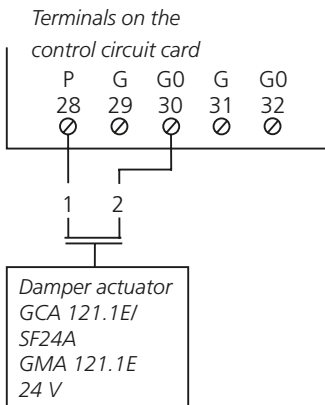 Terminals on the
control circuit card
P G G0 G G0
28 29 30 31 32
1 2
Damper actuator
GCA 121.1E/
SF24A
GMA 121.1E
24 V